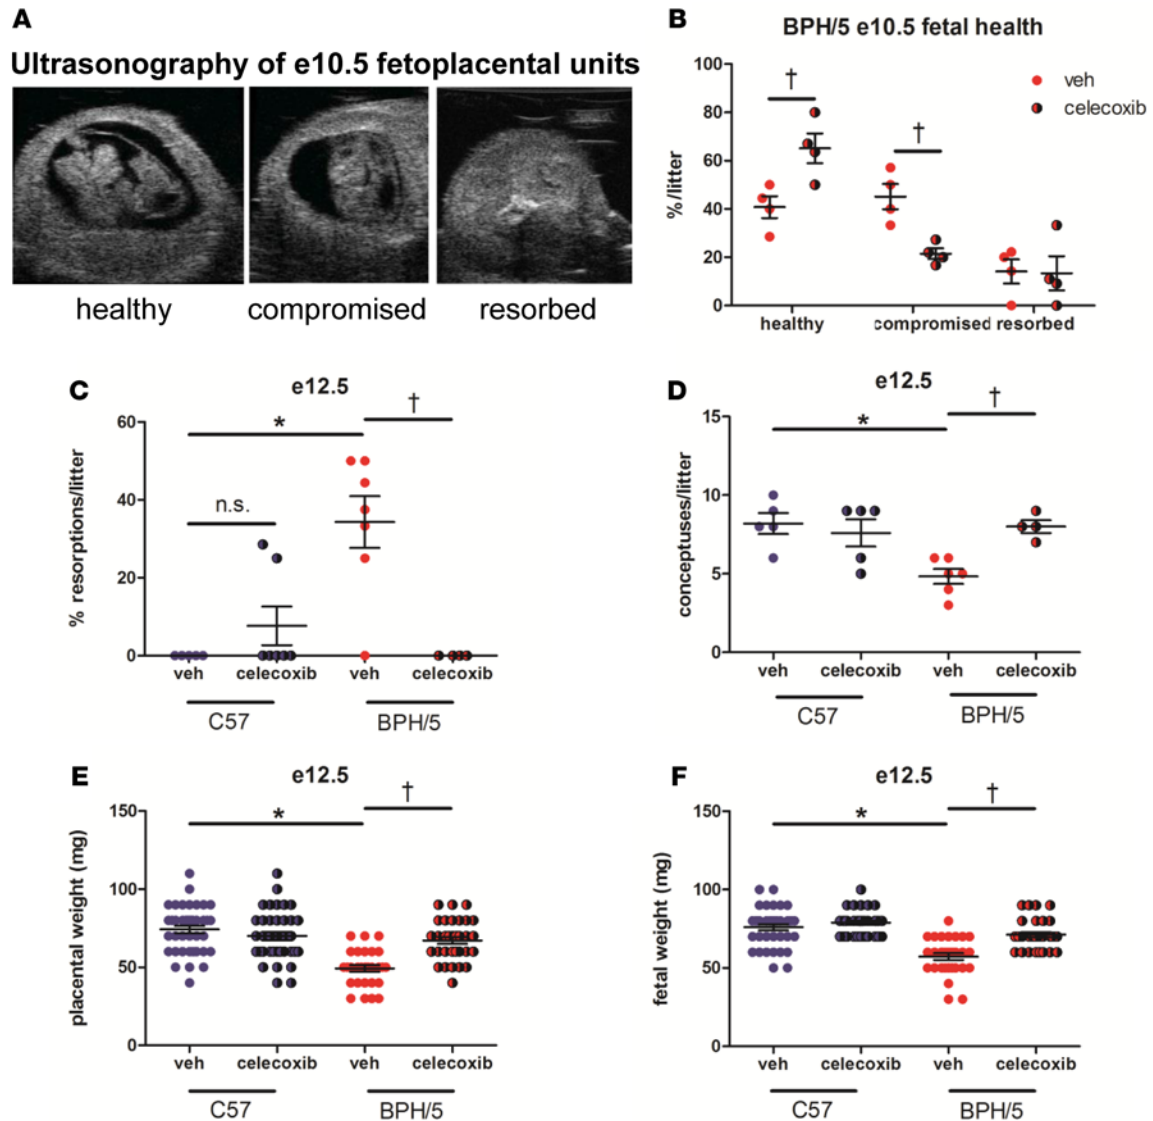 A
Ultrasonography of e10.5 fetoplacental units
healthy compromised resorbed
B
BPH/5 e10.5 fetal health
†
†
veh
celecoxib
%/litter
100
80
60
40
20
0
healthy compromised resorbed
C
e12.5
*
†
n.s.
% resorptions/litter
60
40
20
0
veh celecoxib veh celecoxib
C57 BPH/5
D
e12.5
*
†
conceptuses/litter
15
10
5
0
veh celecoxib veh celecoxib
C57 BPH/5
E
e12.5
*
†
placental weight (mg)
150
100
50
0
veh celecoxib veh celecoxib
C57 BPH/5
F
e12.5
*
†
fetal weight (mg)
150
100
50
0
veh celecoxib veh celecoxib
C57 BPH/5